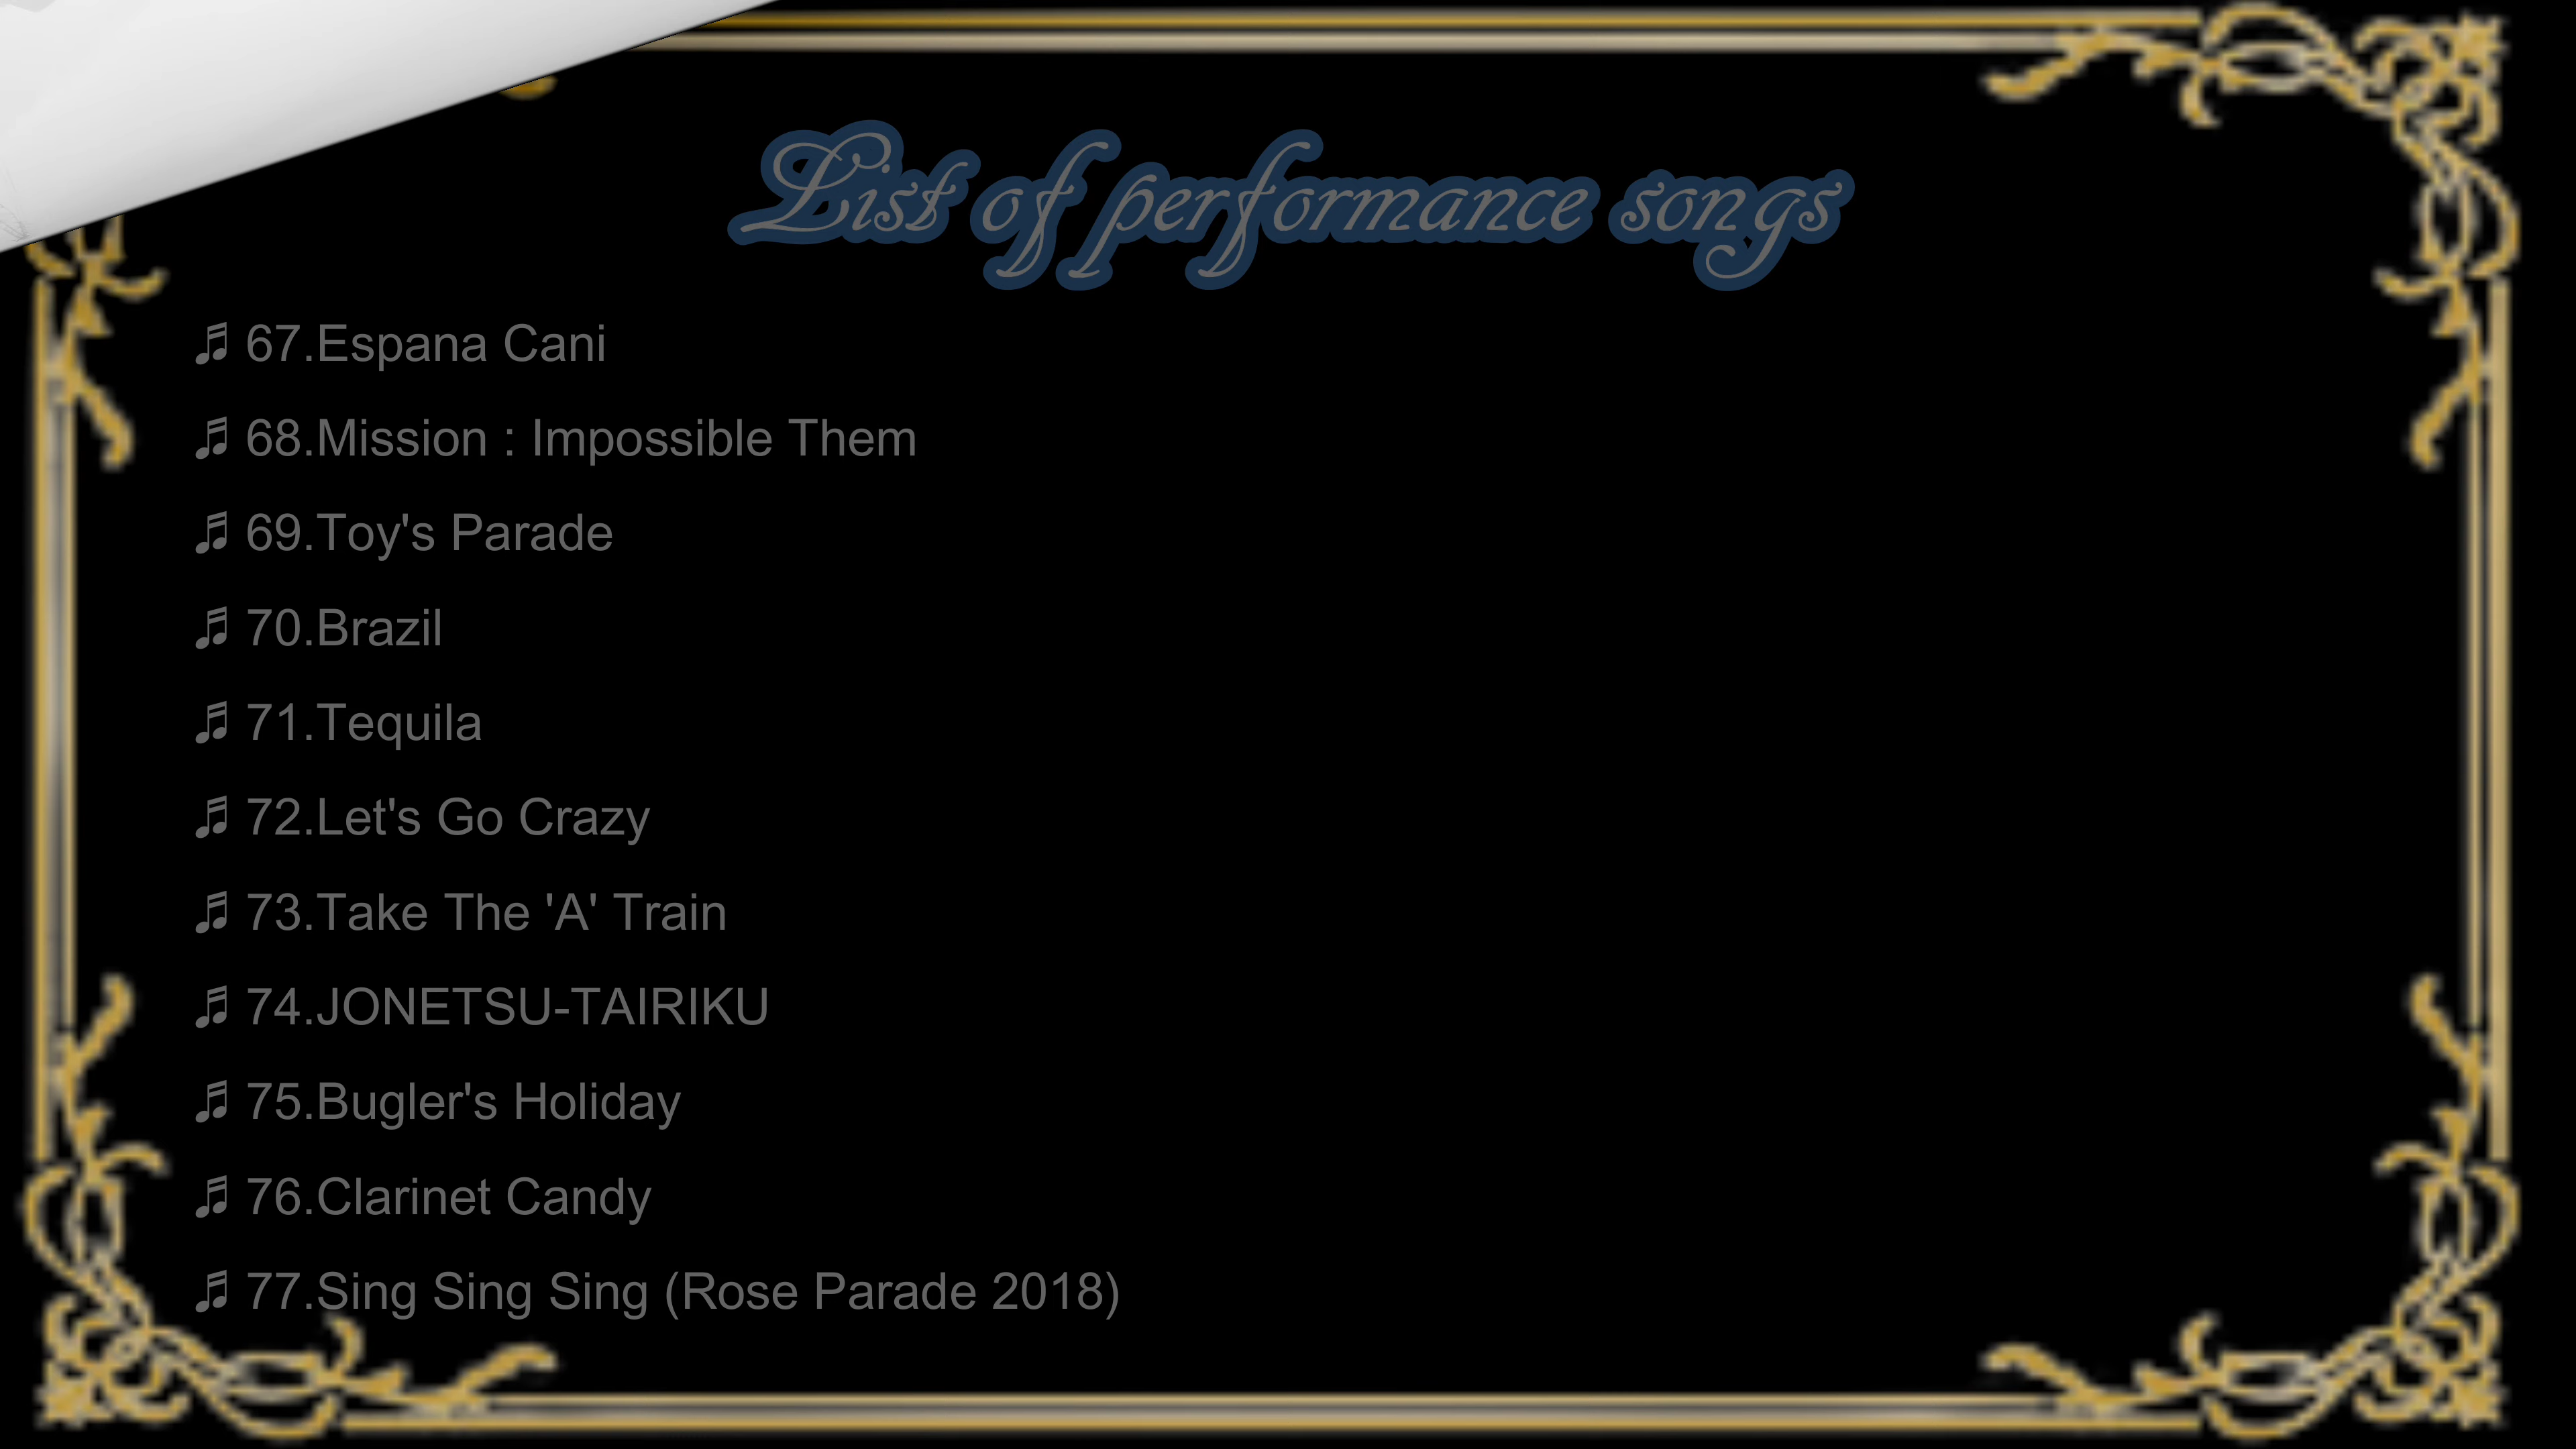 List of performance songs
♬ 67.Espana Cani
♬ 68.Mission : Impossible Them
♬ 69.Toy's Parade
♬ 70.Brazil
♬ 71.Tequila
♬ 72.Let's Go Crazy
♬ 73.Take The 'A' Train
♬ 74.JONETSU-TAIRIKU
♬ 75.Bugler's Holiday
♬ 76.Clarinet Candy
♬ 77.Sing Sing Sing (Rose Parade 2018)